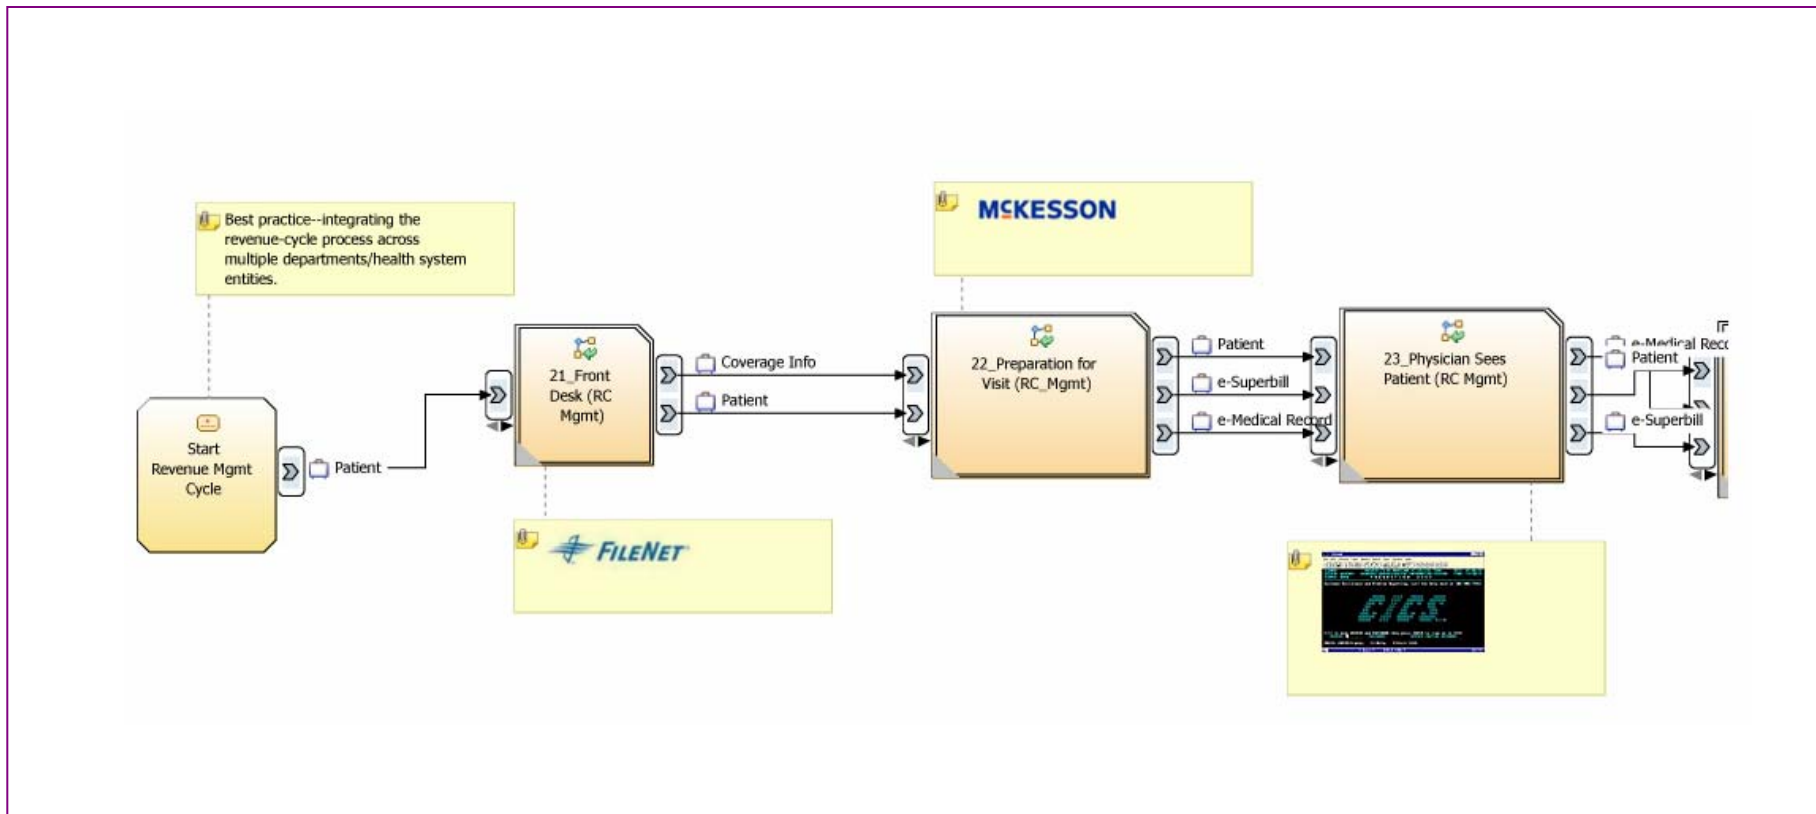 Best practice--integrating the
revenue-cycle process across
multiple departments/health system
entities.
Start
Revenue Mgmt
Cycle
Patient
21_Front
Desk (RC
Mgmt)
FILENET
Coverage Info
Patient
MCKESSON
22_Preparation for
Visit (RC_Mgmt)
Patient
e-Superbill
e-Medical Record
23_Physician Sees
Patient (RC Mgmt)
CICS
e-Medical Recc
Patient
e-Superbill